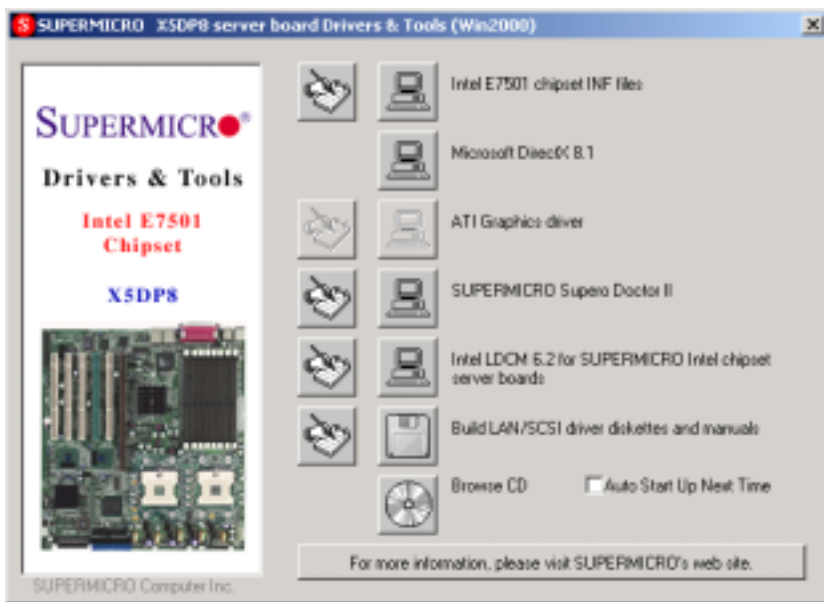 SUPERMICRO X5DP8 server board Drivers & Tools (Win2000)
SUPERMICRO®
Drivers & Tools
Intel E7501
Chipset
X5DP8
Intel E7501 chipset INF files
Microsoft DirectX 8.1
ATI Graphics driver
SUPERMICRO Supero Doctor II
Intel LDCM 6.2 for SUPERMICRO Intel chipset
server boards
Build LAN/SCSI driver diskettes and manuals
Browse CD
Auto Start Up Next Time
For more information, please visit SUPERMICRO's web site.
SUPERMICRO Computer Inc.